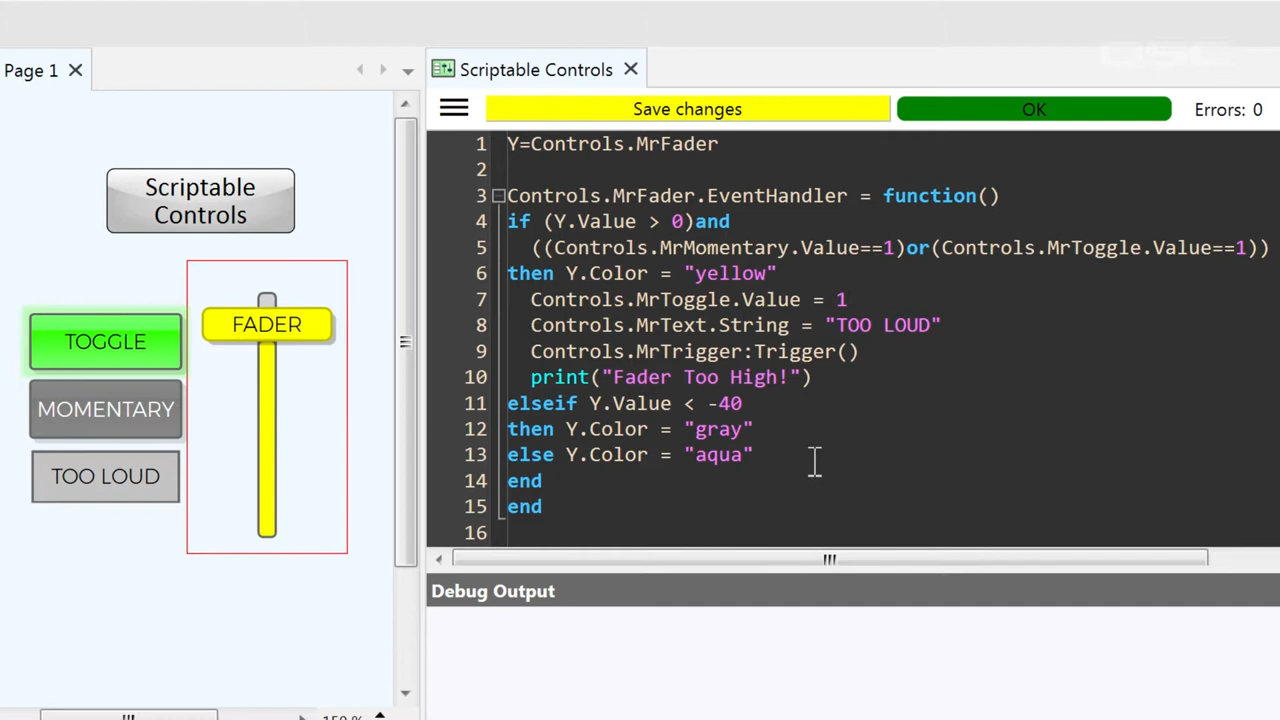 QSC
Page 1
Scriptable Controls
Save changes
OK
Errors: 0
Scriptable
Controls
TOGGLE
MOMENTARY
TOO LOUD
FADER
1 Y=Controls.MrFader
2
3 Controls.MrFader.EventHandler = function()
4 if (Y.Value > 0)and
5 ((Controls.MrMomentary.Value==1)or(Controls.MrToggle.Value==1))
6 then Y.Color = "yellow"
7 Controls.MrToggle.Value = 1
8 Controls.MrText.String = "TOO LOUD"
9 Controls.MrTrigger:Trigger()
10 print("Fader Too High!")
11 elseif Y.Value < -40
12 then Y.Color = "gray"
13 else Y.Color = "aqua"
14 end
15 end
16
Debug Output